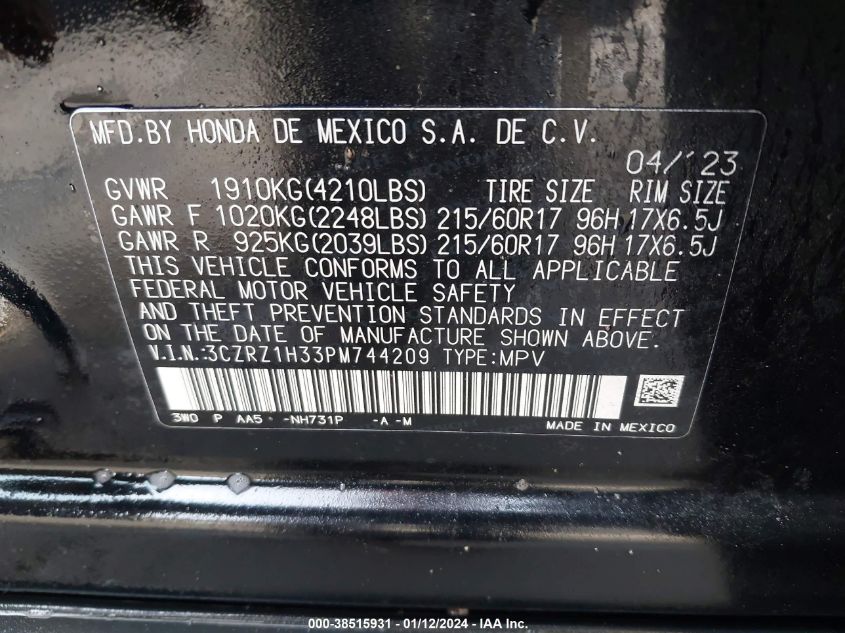 MFD.BY HONDA DE MEXICO S.A. DE C.V.
04/'23
GVWR 1910KG(4210LBS) TIRE SIZE RIM SIZE
GAWR F 1020KG(2248LBS) 215/60R17 96H 17X6.5J
GAWR R 925KG(2039LBS) 215/60R17 96H 17X6.5J
THIS VEHICLE CONFORMS TO ALL APPLICABLE
FEDERAL MOTOR VEHICLE SAFETY
AND THEFT PREVENTION STANDARDS IN EFFECT
ON THE DATE OF MANUFACTURE SHOWN ABOVE.
V.I.N.:3CZRZ1H33PM744209 TYPE:MPV
3W0 P AA5 -NH731P -A-M
MADE IN MEXICO
000-38515931 - 01/12/2024 - IAA Inc.